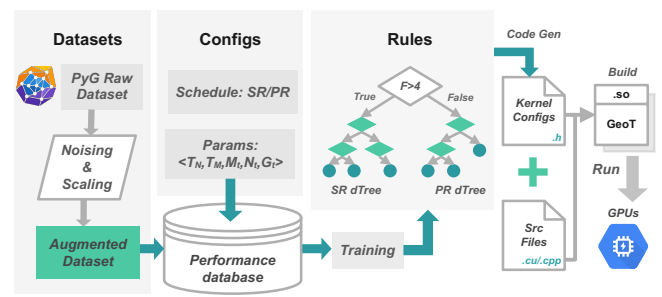 Datasets
PyG Raw
Dataset
Noising
&
Scaling
Augmented
Dataset
Configs
Schedule: SR/PR
Params:
<T_N,T_M,M_t,N_t,G_t>
Performance
database
Training
Rules
F>4
True
False
SR dTree
PR dTree
Code Gen
Kernel
Configs
.h
Src
Files
.cu/.cpp
Build
.so
GeoT
Run
GPUs